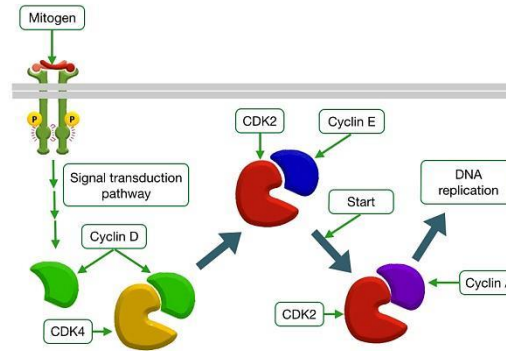 Mitogen
P
P
CDK2
Cyclin E
Signal transduction
pathway
DNA
replication
Start
Cyclin D
Cyclin
CDK4
CDK2